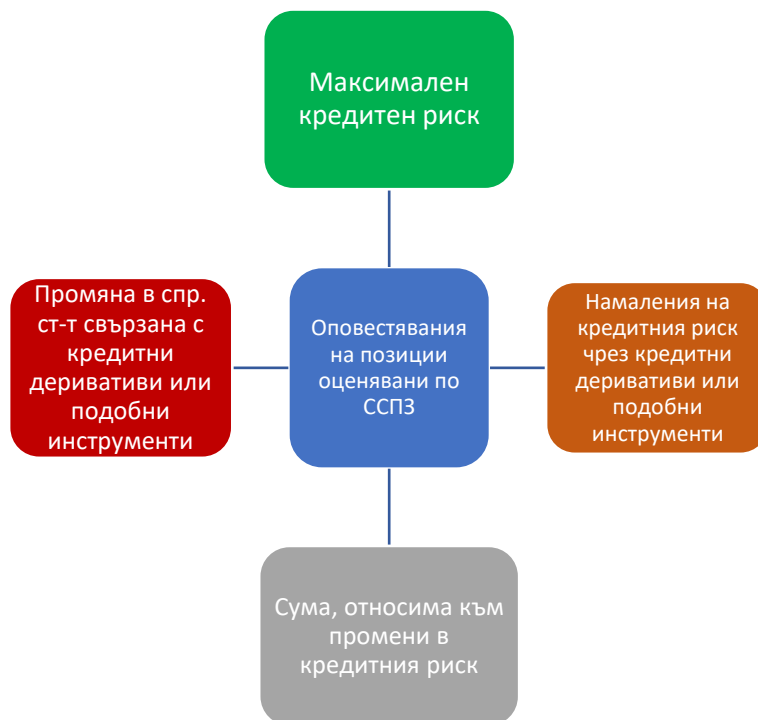 Максимален
кредитен риск
Промяна в спр.
ст-т свързана с
кредитни
деривативи или
подобни
инструменти
Оповестявания
на позиции
оценявани по
ССПЗ
Намаления на
кредитния риск
чрез кредитни
деривативи или
подобни
инструменти
Сума, относима към
промени в
кредитния риск